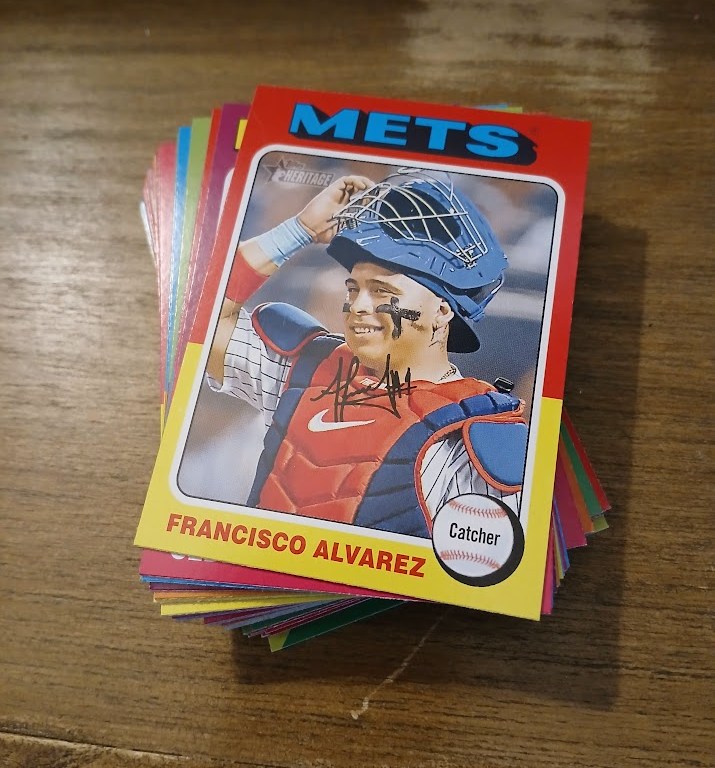 METS
HERITAGE
FRANCISCO ALVAREZ
Catcher